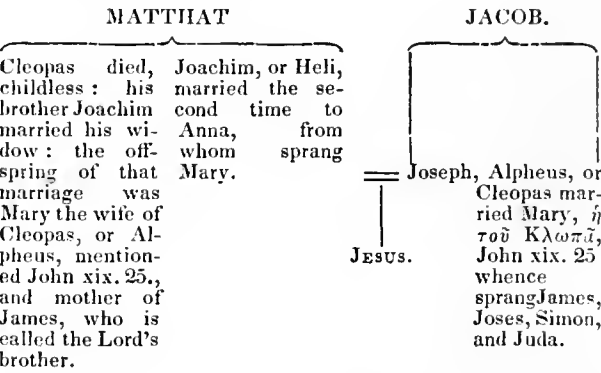 MATTHAT
Cleopas died,
childless: his
brother Joachim
married his wi-
dow: the off-
spring of that
marriage was
Mary the wife of
Cleopas, or Al-
pheus, mention-
ed John xix. 25.,
and mother of
James, who is
called the Lord's
brother.
Joachim, or Heli,
married the se-
cond time to
Anna, from
whom sprang
Mary.
JACOB.
Joseph, Alpheus, or
Cleopas mar-
ried Mary, ἡ
τοῦ Κλωπᾶ,
John xix. 25
whence
sprang James,
Joses, Simon,
and Juda.
JESUS.